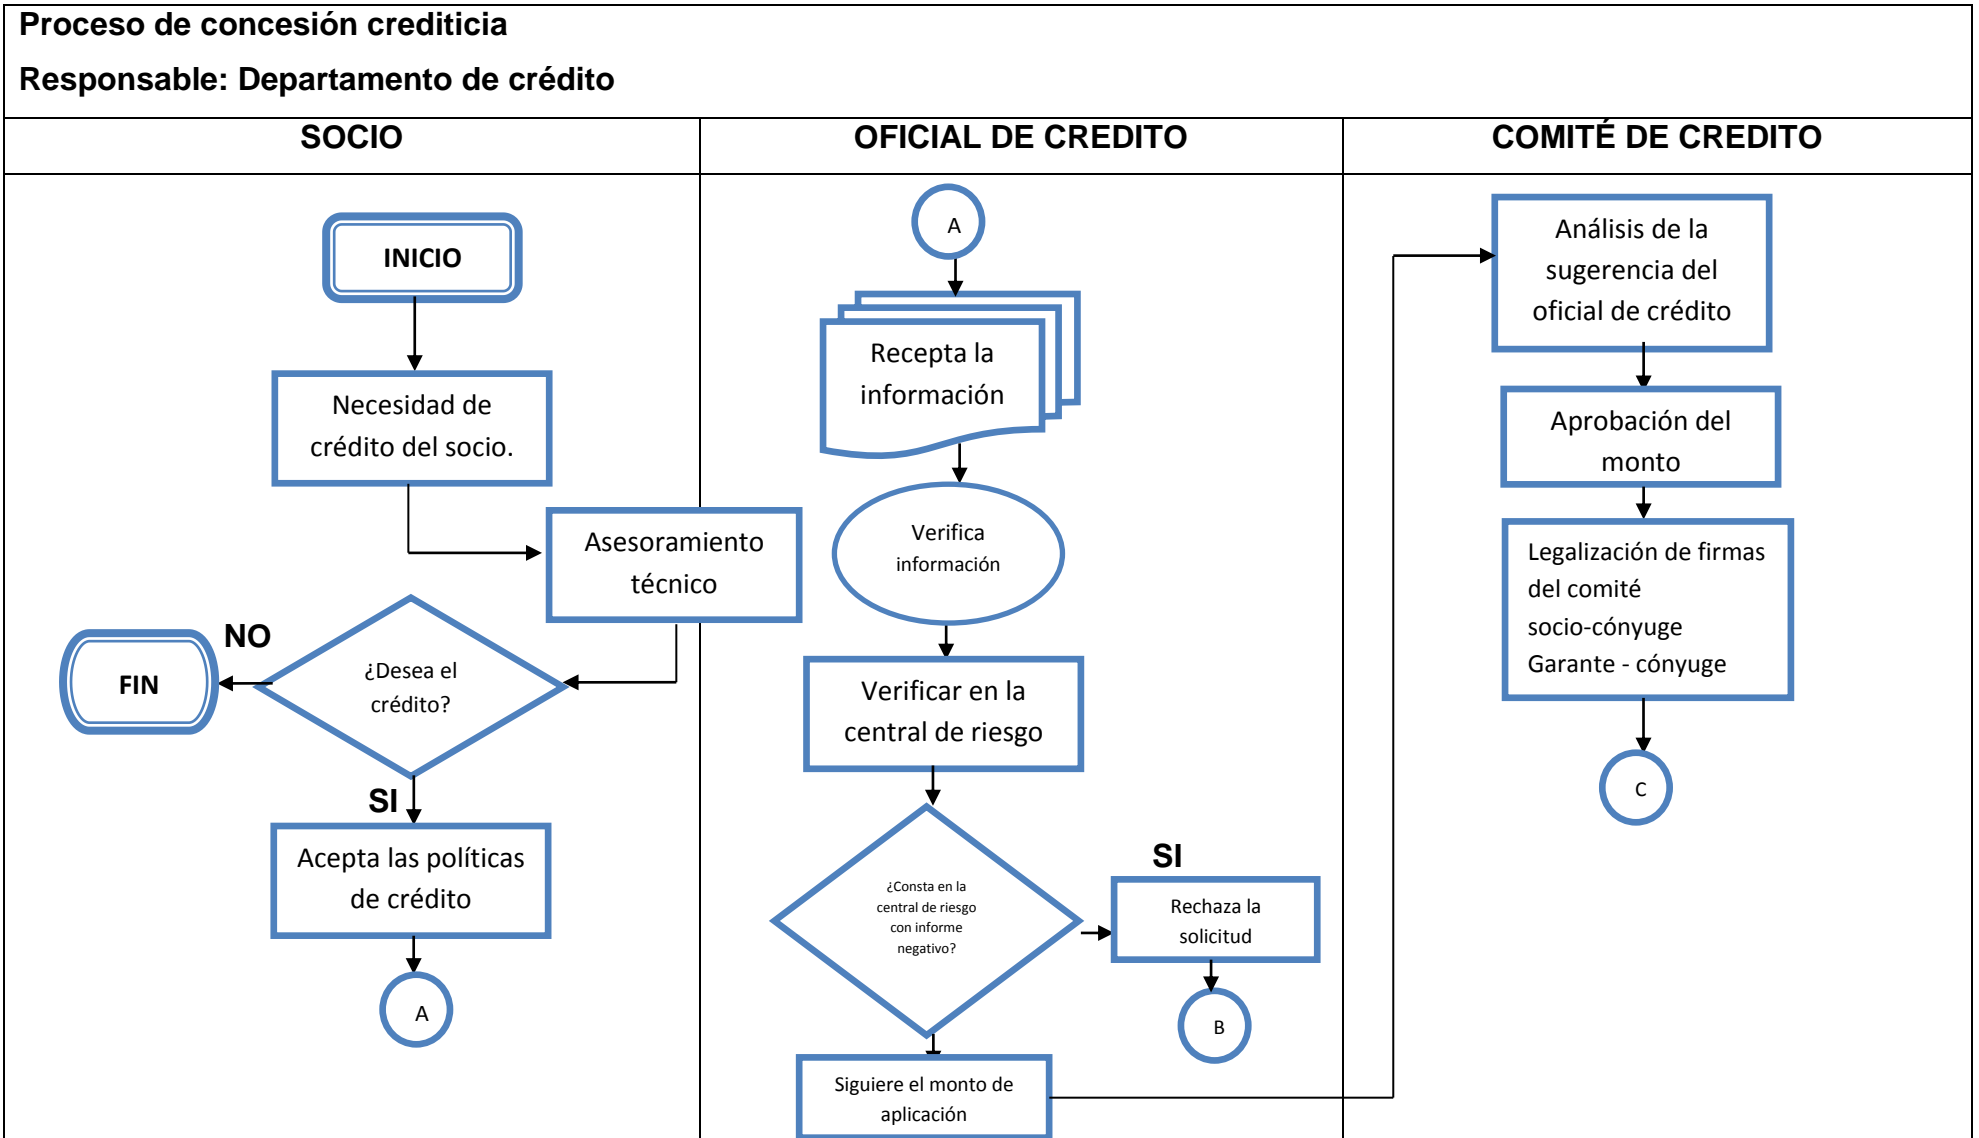 Proceso de concesión crediticia
Responsable: Departamento de crédito
SOCIO
OFICIAL DE CREDITO
COMITÉ DE CREDITO
INICIO
Necesidad de
crédito del socio.
Asesoramiento
técnico
NO
¿Desea el
crédito?
FIN
SI
Acepta las políticas
de crédito
A
A
Recepta la
información
Verifica
información
Verificar en la
central de riesgo
¿Consta en la
central de riesgo
con informe
negativo?
SI
Rechaza la
solicitud
B
Siguiere el monto de
aplicación
Análisis de la
sugerencia del
oficial de crédito
Aprobación del
monto
Legalización de firmas
del comité
socio-cónyuge
Garante - cónyuge
C